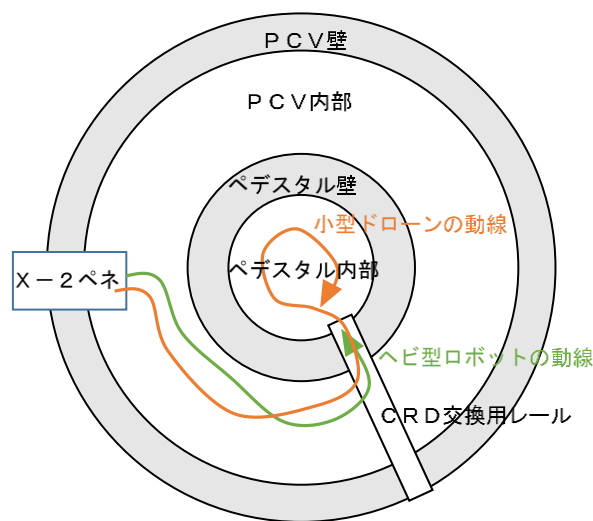 ＰＣＶ壁
ＰＣＶ内部
ペデスタル壁
小型ドローンの動線
ペデスタル内部
Ｘ－２ペネ
ヘビ型ロボットの動線
ＣＲＤ交換用レール